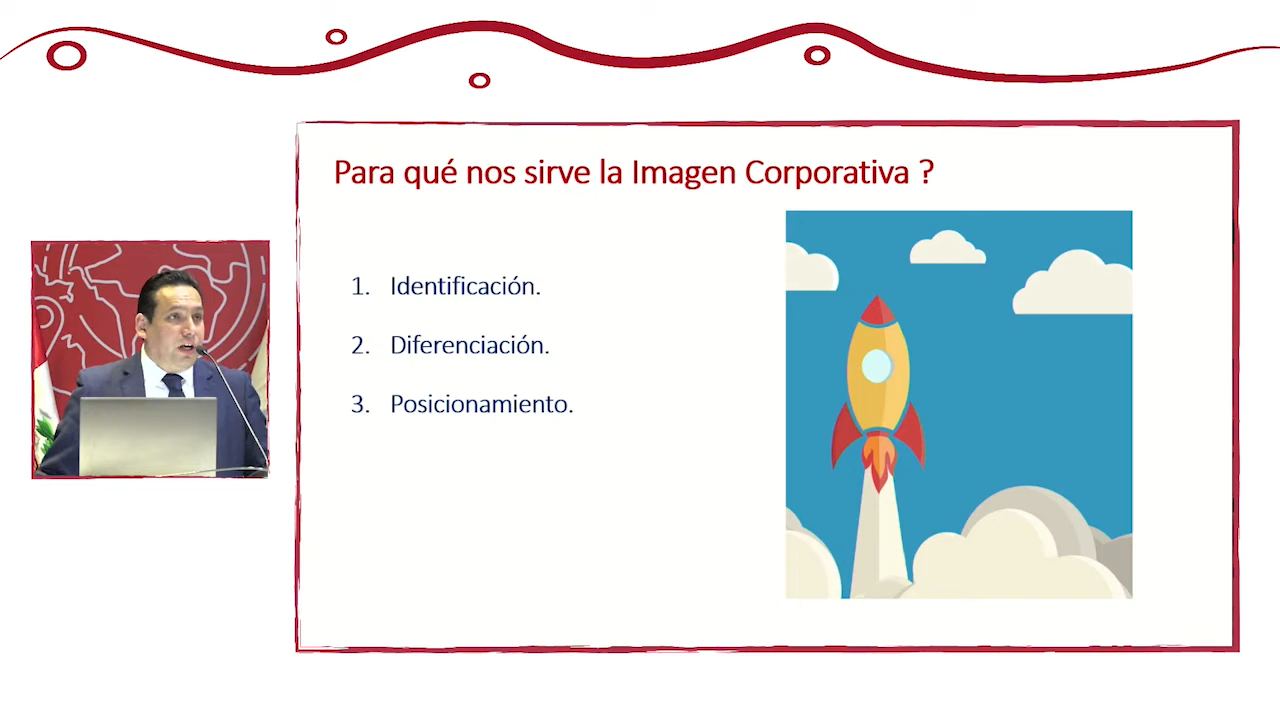 Para qué nos sirve la Imagen Corporativa ?
1. Identificación.
2. Diferenciación.
3. Posicionamiento.